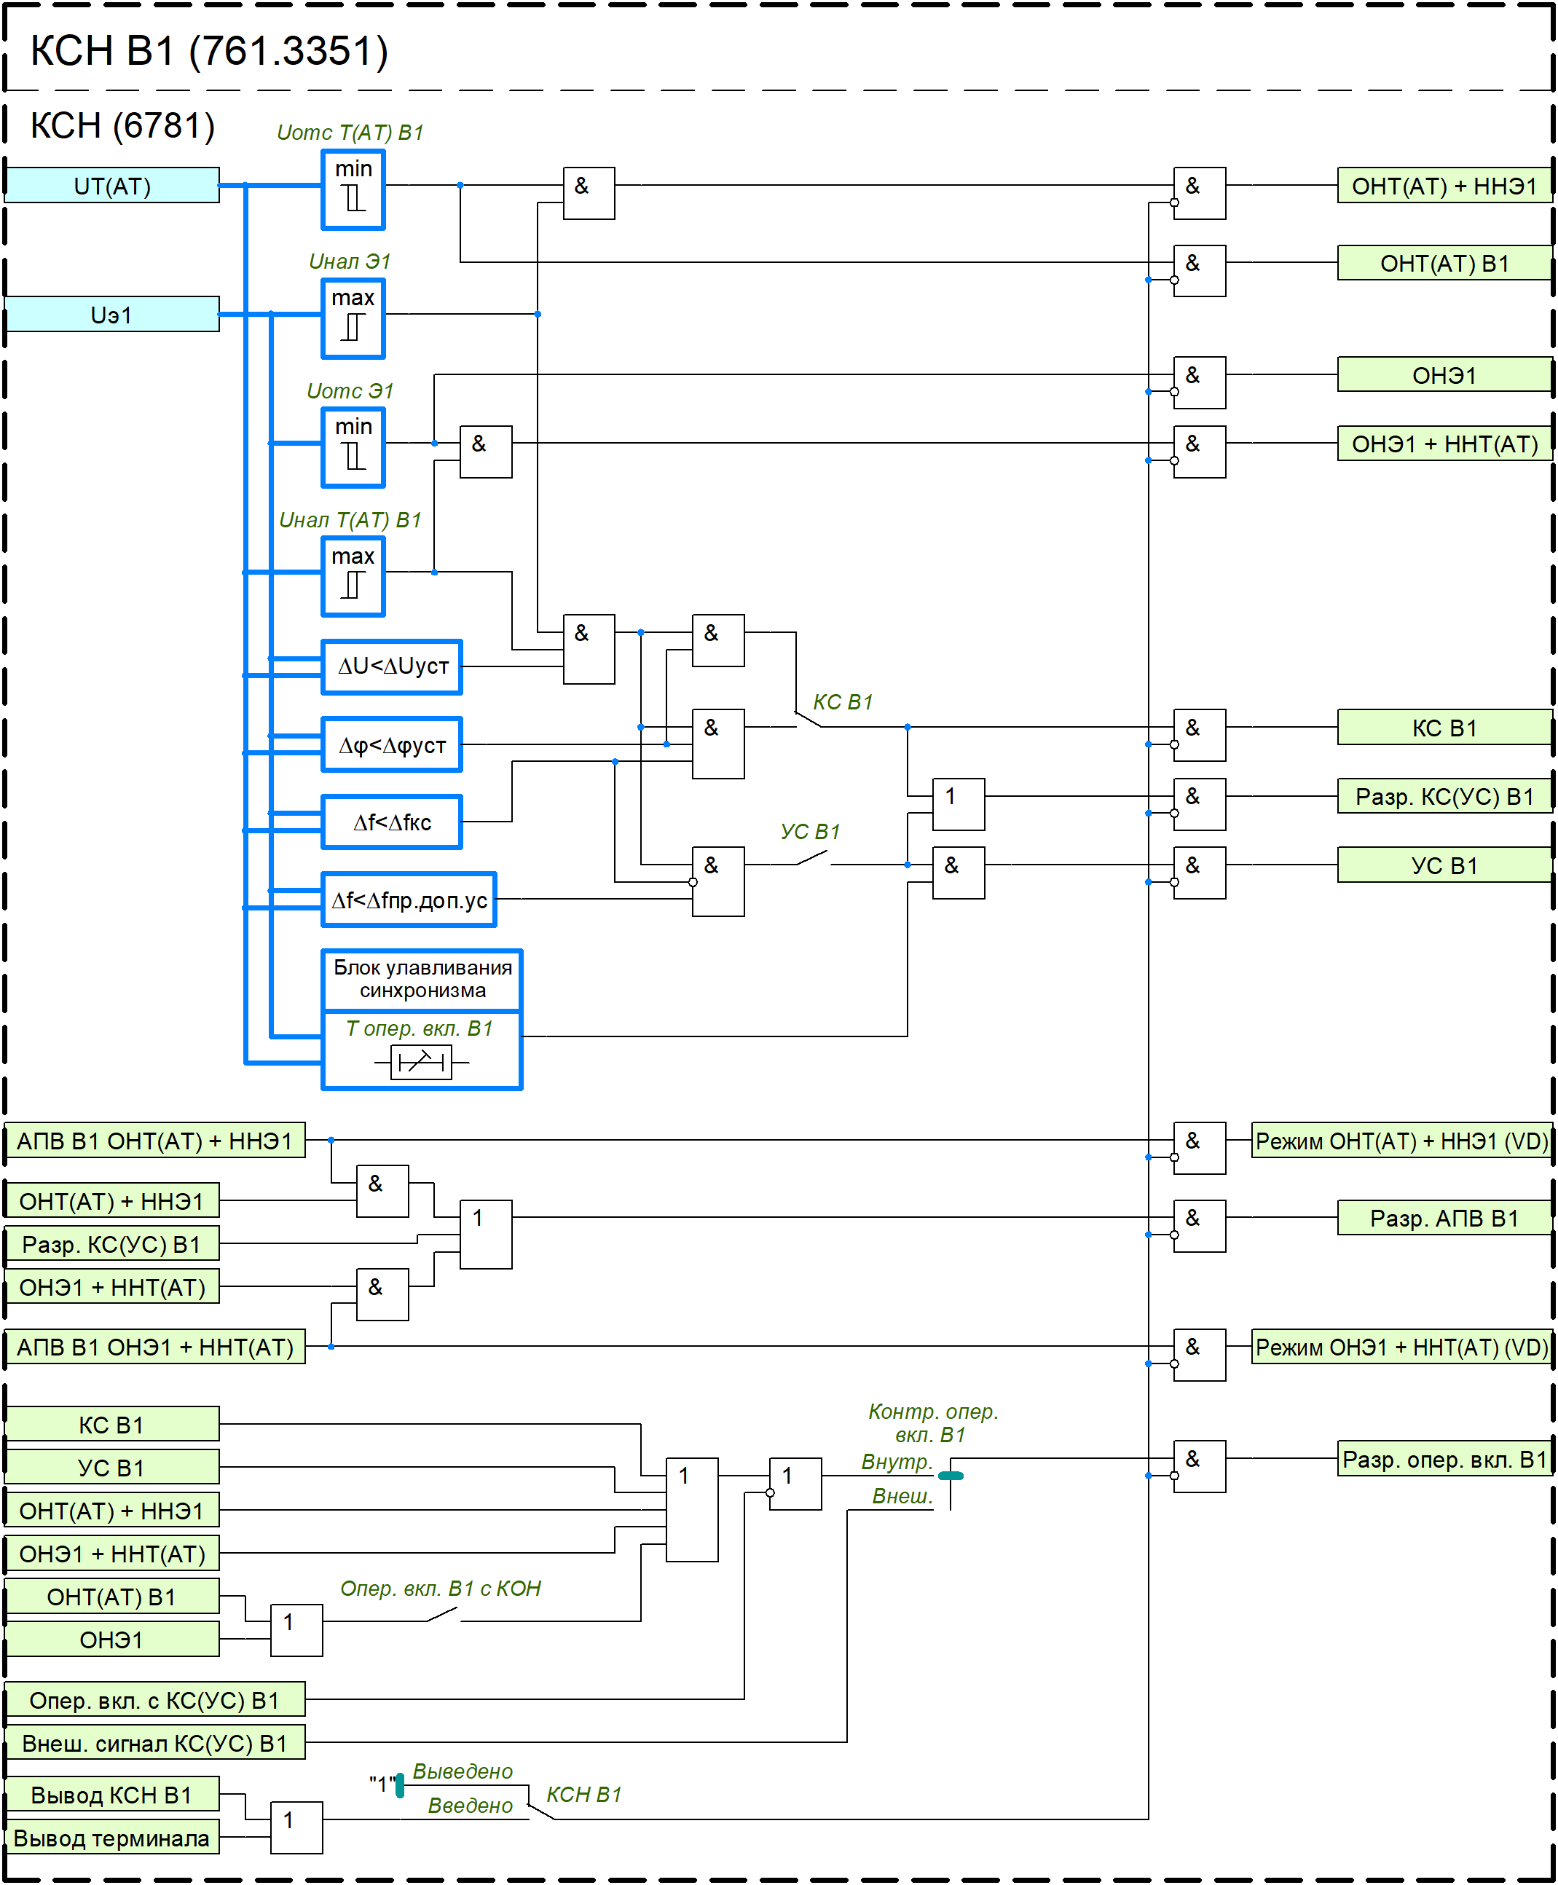 КСН В1 (761.3351)
КСН (6781)
Uотс Т(АТ) В1
UT(AT)
min
&
&
ОНТ(АТ) + ННЭ1
&
ОНТ(АТ) В1
Uнал Э1
Uэ1
max
Uотс Э1
&
ОНЭ1
min
&
&
ОНЭ1 + ННТ(АТ)
Uнал Т(АТ) В1
max
&
&
ΔU<ΔUуст
КС В1
Δφ<Δφуст
&
&
КС В1
Δf<Δfкс
1
&
Разр. КС(УС) В1
УС В1
&
&
&
УС В1
Δf<Δfпр.доп.ус
Блок улавливания
синхронизма
Т опер. вкл. В1
АПВ В1 ОНТ(АТ) + ННЭ1
&
Режим ОНТ(АТ) + ННЭ1 (VD)
&
ОНТ(АТ) + ННЭ1
1
&
Разр. АПВ В1
Разр. КС(УС) В1
ОНЭ1 + ННТ(АТ)
&
АПВ В1 ОНЭ1 + ННТ(АТ)
&
Режим ОНЭ1 + ННТ(АТ) (VD)
Контр. опер.
вкл. В1
КС В1
УС В1
1
1
Внутр.
&
Разр. опер. вкл. В1
Внеш.
ОНТ(АТ) + ННЭ1
ОНЭ1 + ННТ(АТ)
Опер. вкл. В1 с КОН
ОНТ(АТ) В1
1
ОНЭ1
Опер. вкл. с КС(УС) В1
Внеш. сигнал КС(УС) В1
"1"
Выведено
Вывод КСН В1
Введено
КСН В1
1
Вывод терминала